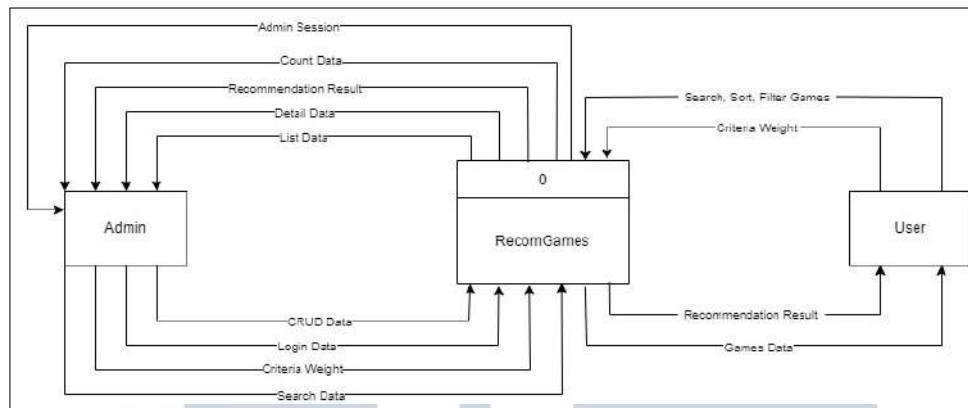 Admin Session
Count Data
Recommendation Result
Detail Data
List Data
Search, Sort, Filter Games
Criteria Weight
0
RecomGames
Admin
User
CRUD Data
Login Data
Criteria Weight
Search Data
Recommendation Result
Games Data